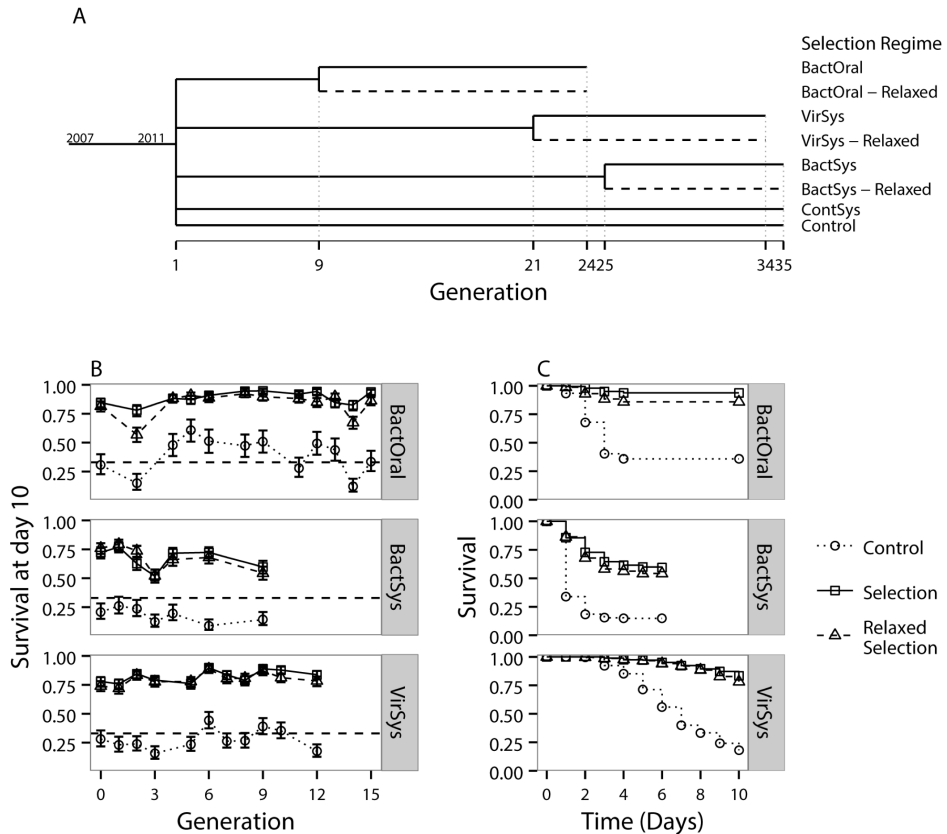 A
Selection Regime
BactOral
BactOral – Relaxed
VirSys
VirSys – Relaxed
BactSys
BactSys – Relaxed
ContSys
Control
2007 2011
1 9 21 2425 3435
Generation
B
1.00
0.75
0.50
0.25
BactOral
1.00
0.75
0.50
0.25
BactSys
1.00
0.75
0.50
0.25
VirSys
Survival at day 10
0 3 6 9 12 15
Generation
C
1.00
0.75
0.50
0.25
0.00
BactOral
1.00
0.75
0.50
0.25
0.00
BactSys
1.00
0.75
0.50
0.25
0.00
VirSys
Survival
0 2 4 6 8 10
Time (Days)
Control
Selection
Relaxed
Selection